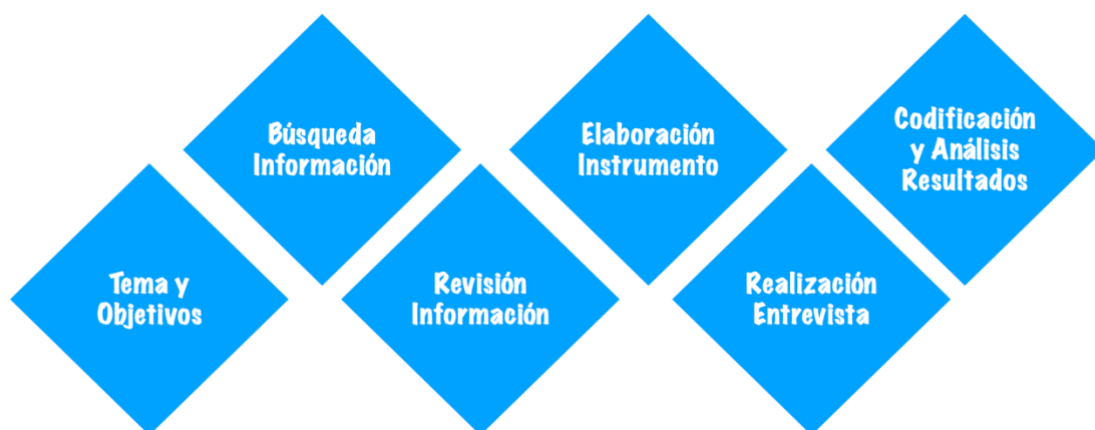 Tema y
Objetivos
Búsqueda
Información
Revisión
Información
Elaboración
Instrumento
Realización
Entrevista
Codificación
y Análisis
Resultados